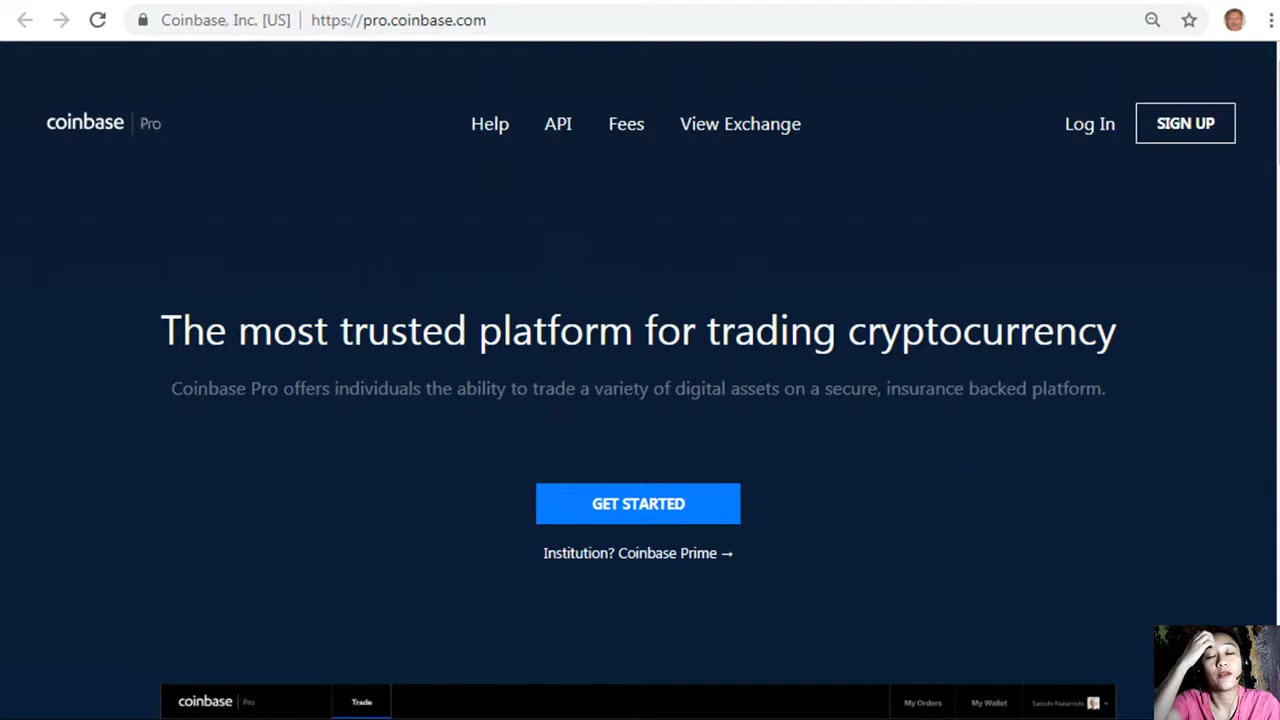 Coinbase, Inc. [US] | https://pro.coinbase.com
coinbase | Pro
Help API Fees View Exchange
Log In SIGN UP
The most trusted platform for trading cryptocurrency
Coinbase Pro offers individuals the ability to trade a variety of digital assets on a secure, insurance backed platform.
GET STARTED
Institution? Coinbase Prime →
coinbase | Pro Trade My Orders My Wallet Satoshi Nakamoto